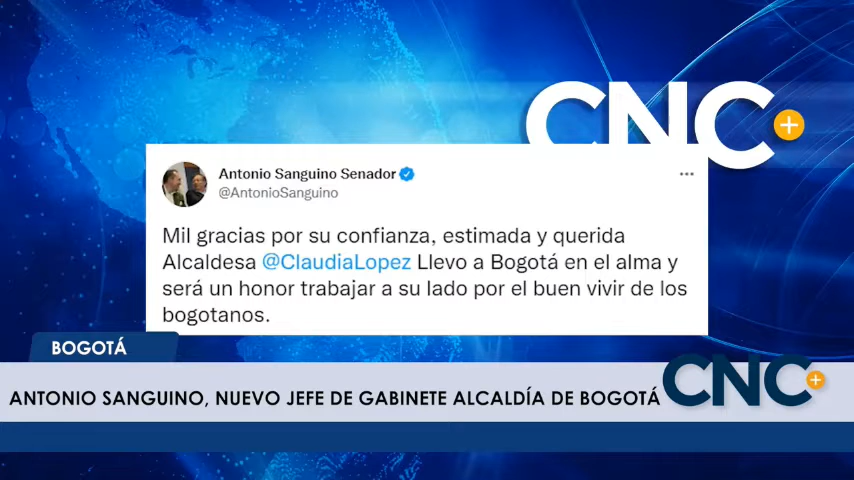 CNC+
Antonio Sanguino Senador
@AntonioSanguino
Mil gracias por su confianza, estimada y querida
Alcaldesa @ClaudiaLopez Llevo a Bogotá en el alma y
será un honor trabajar a su lado por el buen vivir de los
bogotanos.
BOGOTÁ
ANTONIO SANGUINO, NUEVO JEFE DE GABINETE ALCALDÍA DE BOGOTÁ
CNC+